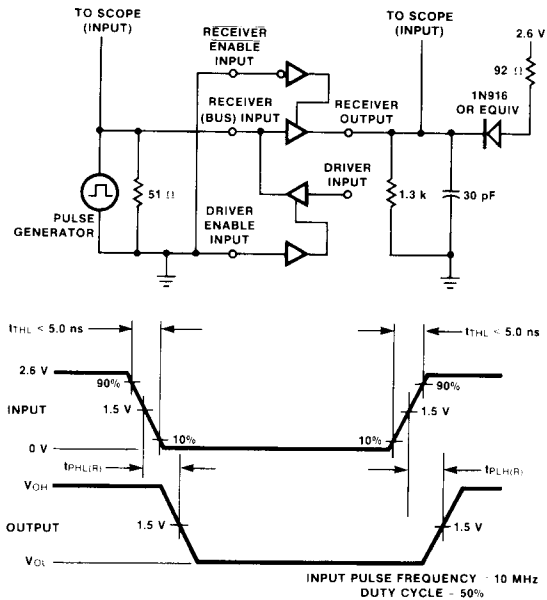 TO SCOPE
(INPUT)
RECEIVER
ENABLE
INPUT
TO SCOPE
(INPUT)
2.6 V
92 Ω
1N916
OR EQUIV
RECEIVER
(BUS) INPUT
RECEIVER
OUTPUT
DRIVER
INPUT
51 Ω
1.3 k
30 pF
PULSE
GENERATOR
DRIVER
ENABLE
INPUT
tTHL < 5.0 ns
tTHL < 5.0 ns
2.6 V
90%
90%
INPUT
1.5 V
1.5 V
0 V
10%
10%
tPHL(R)
tPLH(R)
VOH
OUTPUT
1.5 V
1.5 V
VOL
INPUT PULSE FREQUENCY - 10 MHz
DUTY CYCLE - 50%